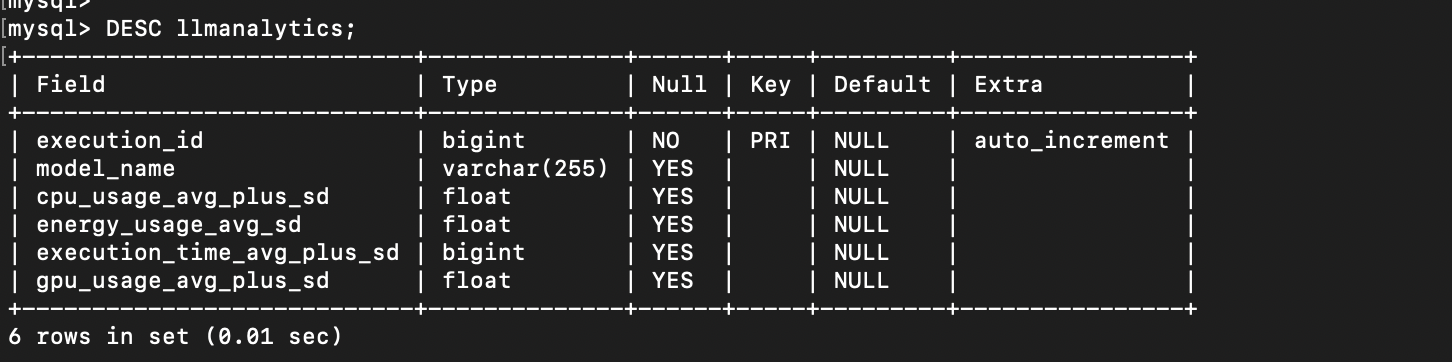 mysql>
mysql> DESC llmanalytics;
+-----------------------------+--------------+------+-----+---------+----------------+
| Field                       | Type         | Null | Key | Default | Extra          |
+-----------------------------+--------------+------+-----+---------+----------------+
| execution_id                | bigint       | NO   | PRI | NULL    | auto_increment |
| model_name                  | varchar(255) | YES  |     | NULL    |                |
| cpu_usage_avg_plus_sd       | float        | YES  |     | NULL    |                |
| energy_usage_avg_sd         | float        | YES  |     | NULL    |                |
| execution_time_avg_plus_sd  | bigint       | YES  |     | NULL    |                |
| gpu_usage_avg_plus_sd       | float        | YES  |     | NULL    |                |
+-----------------------------+--------------+------+-----+---------+----------------+
6 rows in set (0.01 sec)